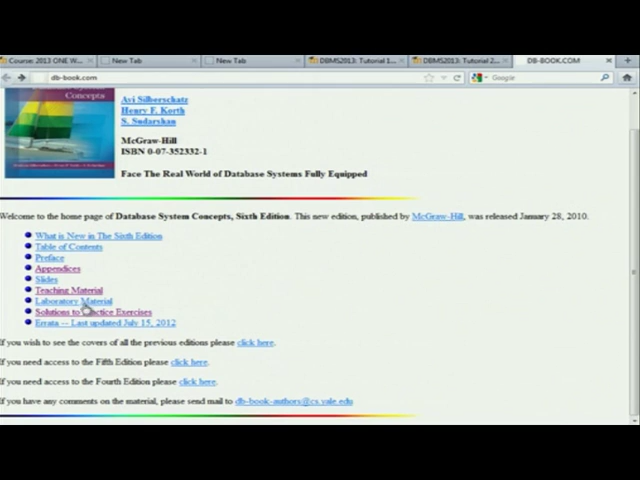 Course: 2013 ONE W...
New Tab
New Tab
DBMS2013: Tutorial 1...
DBMS2013: Tutorial 2...
DB-BOOK.COM
db-book.com
Google
Concepts
Avi Silberschatz
Henry F. Korth
S. Sudarshan
McGraw-Hill
ISBN 0-07-352332-1
Face The Real World of Database Systems Fully Equipped
Welcome to the home page of Database System Concepts, Sixth Edition. This new edition, published by McGraw-Hill, was released January 28, 2010.
What is New in The Sixth Edition
Table of Contents
Preface
Appendices
Slides
Teaching Material
Laboratory Material
Solutions to Practice Exercises
Errata -- Last updated July 15, 2012
If you wish to see the covers of all the previous editions please click here.
If you need access to the Fifth Edition please click here.
If you need access to the Fourth Edition please click here.
If you have any comments on the material, please send mail to db-book-authors@cs.yale.edu